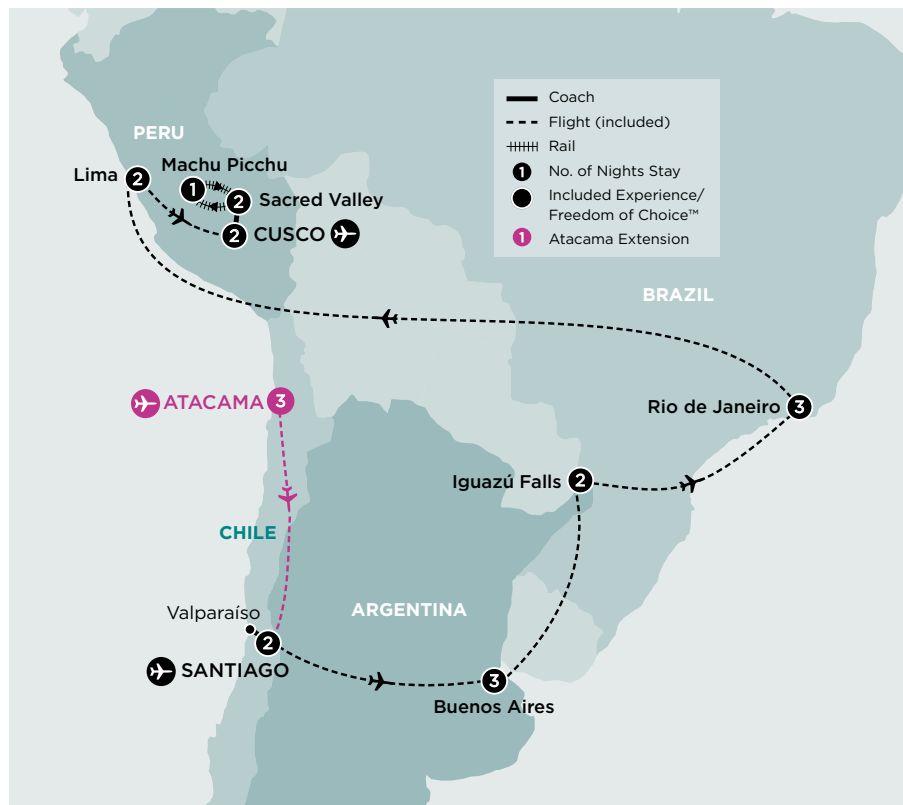 Coach
Flight (included)
Rail
1 No. of Nights Stay
Included Experience/
Freedom of Choice™
1 Atacama Extension
PERU
Machu Picchu
Lima 2
1
2 Sacred Valley
2 CUSCO
BRAZIL
ATACAMA 3
Rio de Janeiro 3
Iguazú Falls 2
CHILE
ARGENTINA
Valparaíso
2
SANTIAGO
3
Buenos Aires